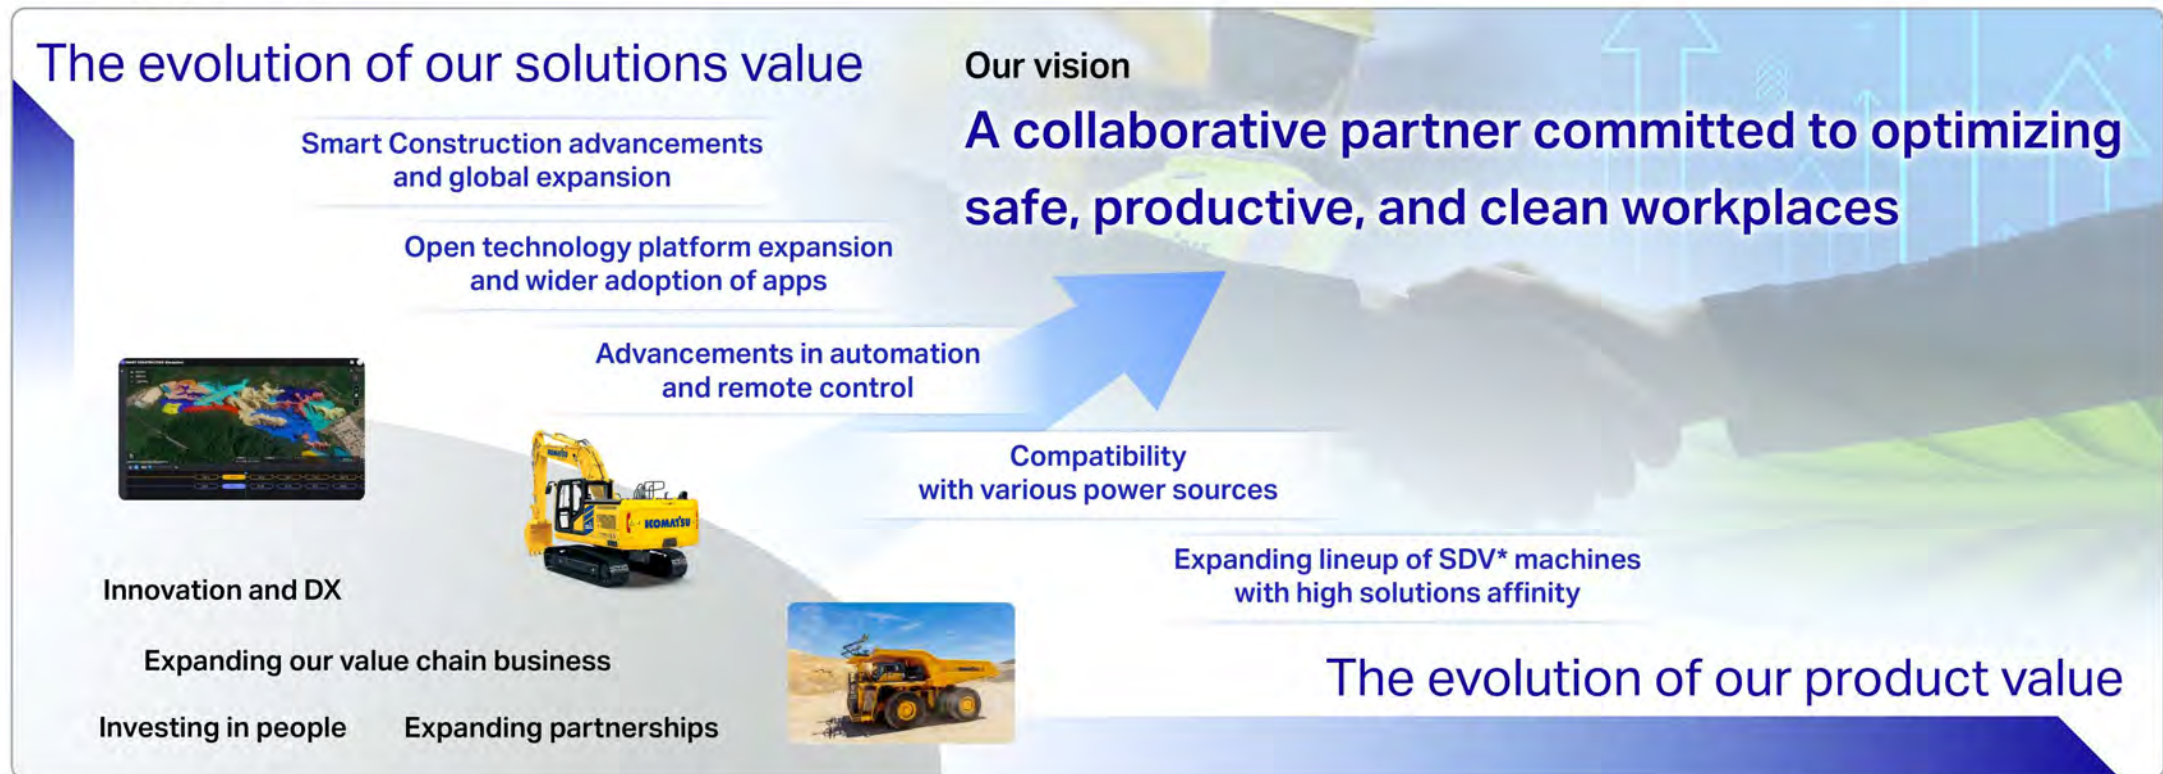 The evolution of our solutions value
Our vision
A collaborative partner committed to optimizing
safe, productive, and clean workplaces
Smart Construction advancements
and global expansion
Open technology platform expansion
and wider adoption of apps
Advancements in automation
and remote control
Compatibility
with various power sources
Expanding lineup of SDV* machines
with high solutions affinity
The evolution of our product value
KOMATSU
KOMATSU
Innovation and DX
Expanding our value chain business
Investing in people
Expanding partnerships